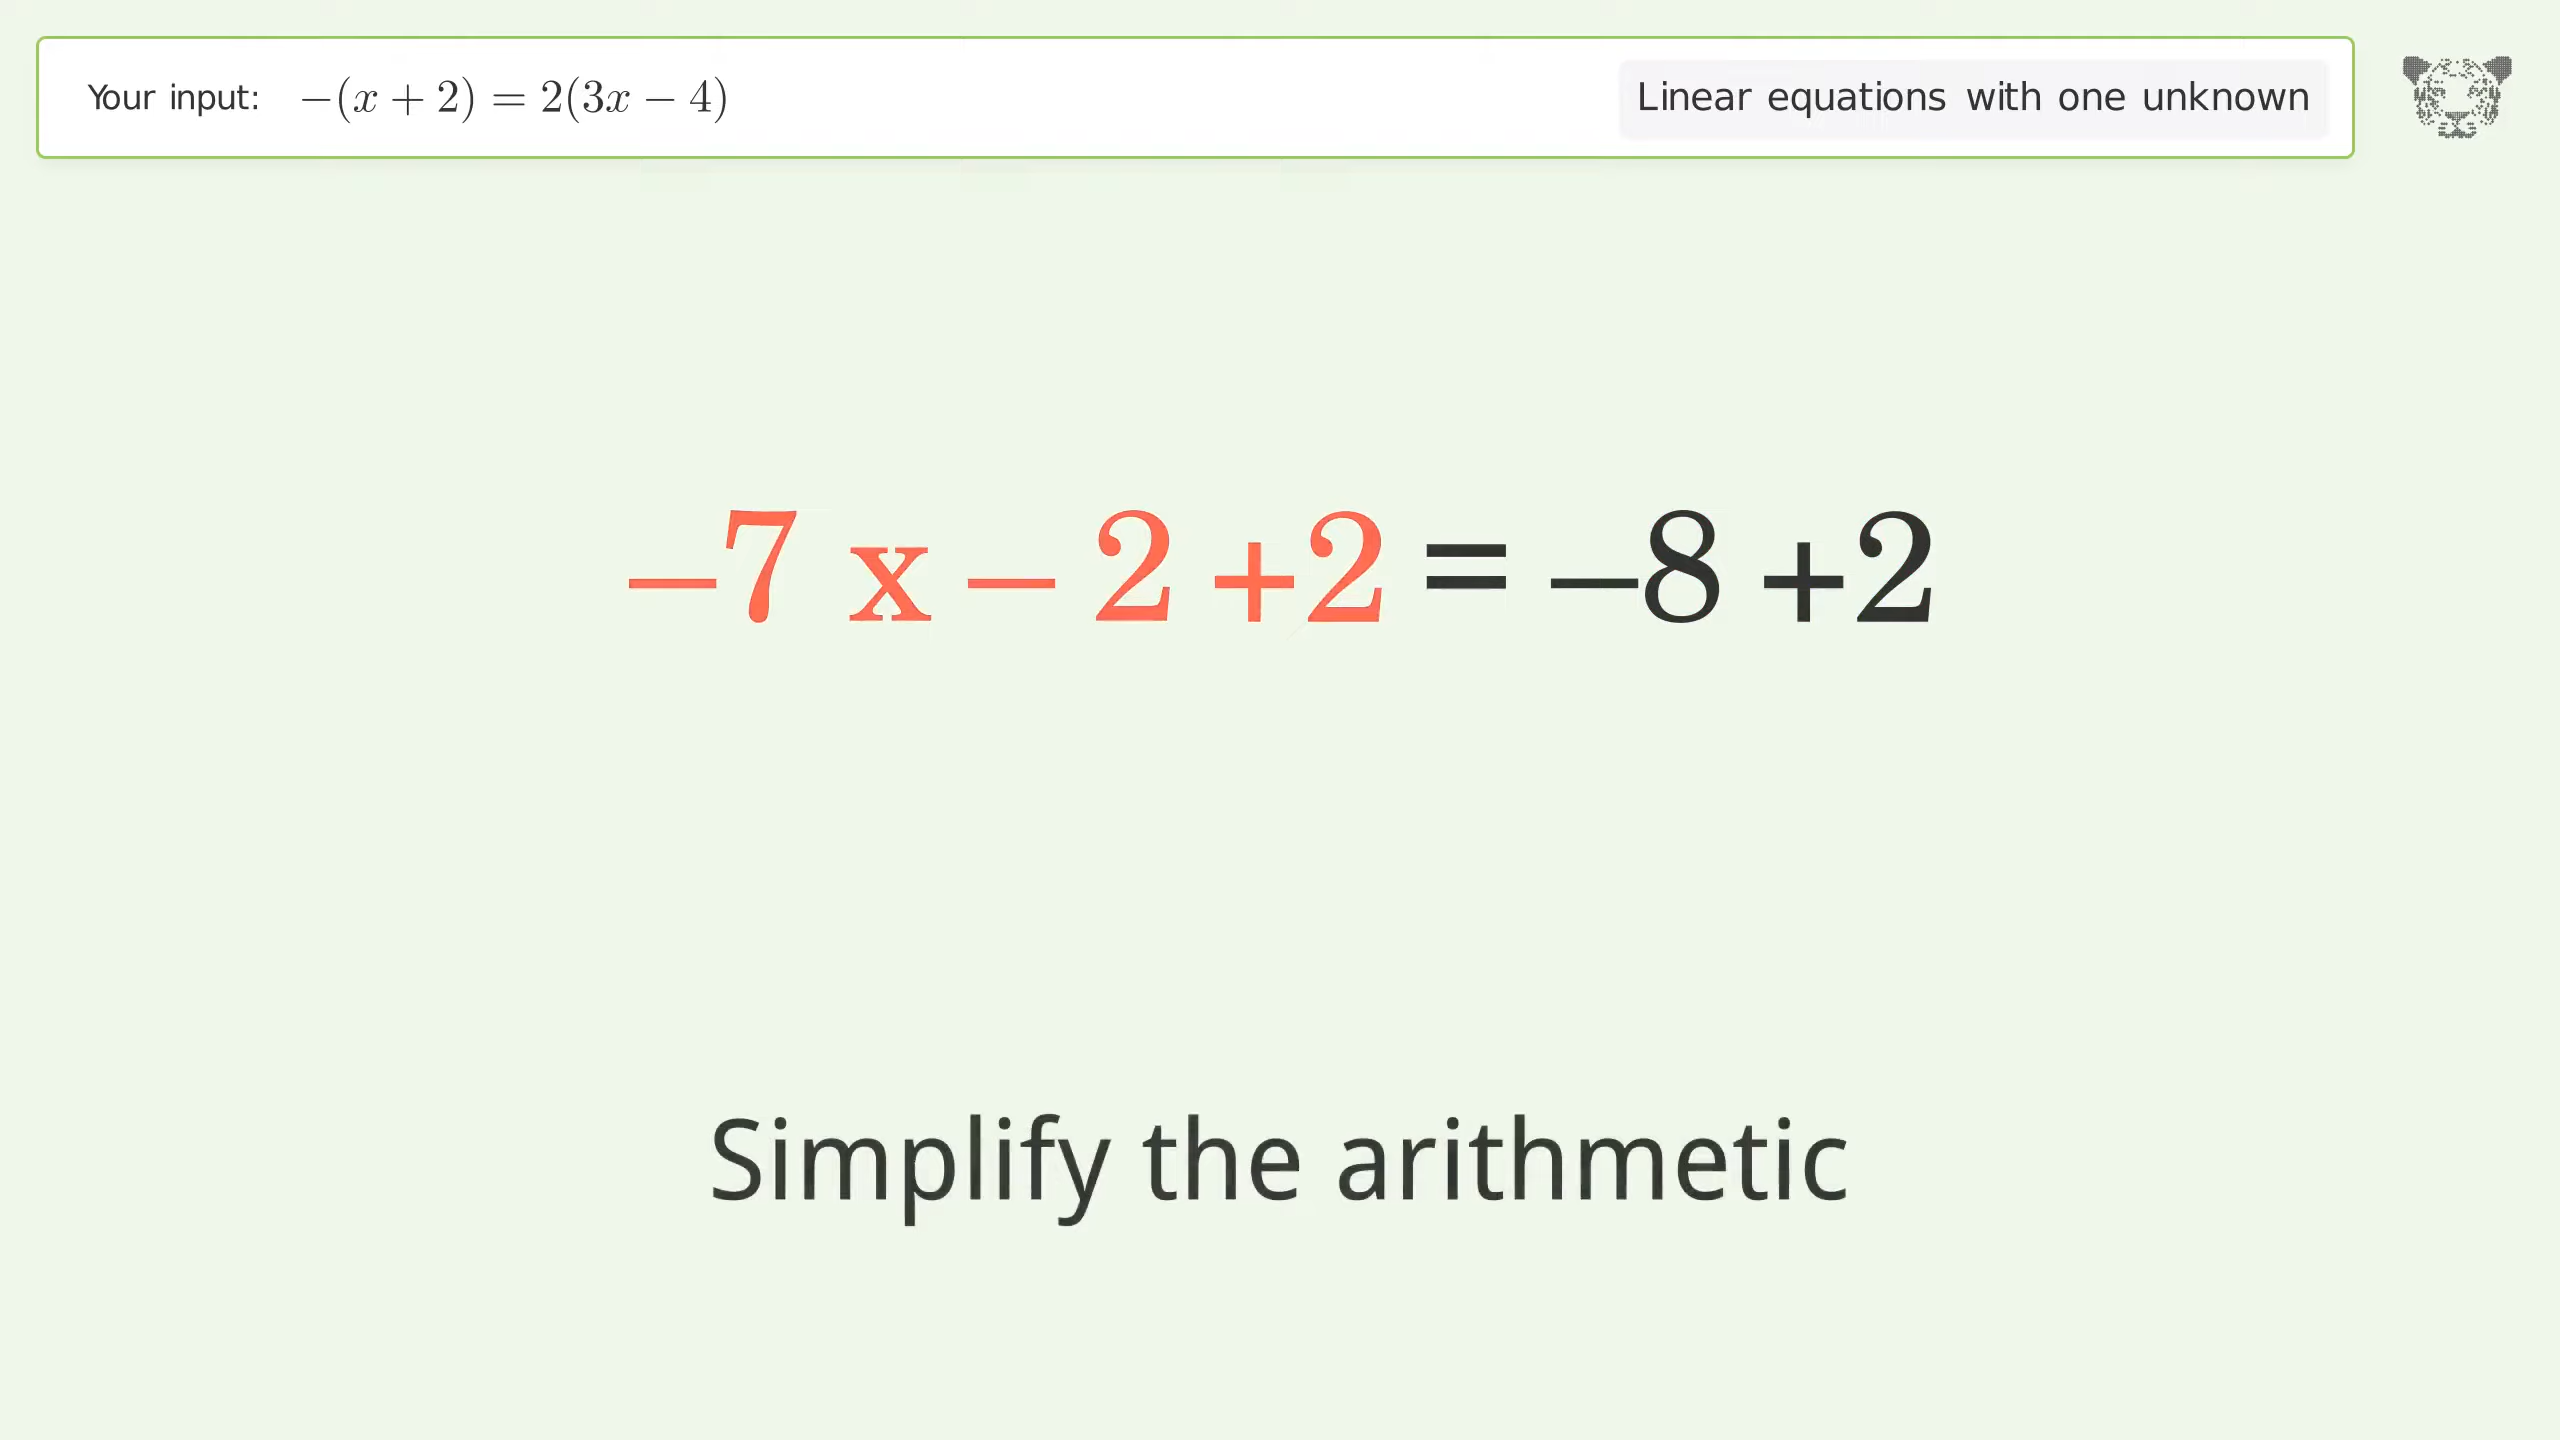 Your input: −(x + 2) = 2(3x − 4)
Linear equations with one unknown
−7 x − 2 +2 = −8 +2
Simplify the arithmetic